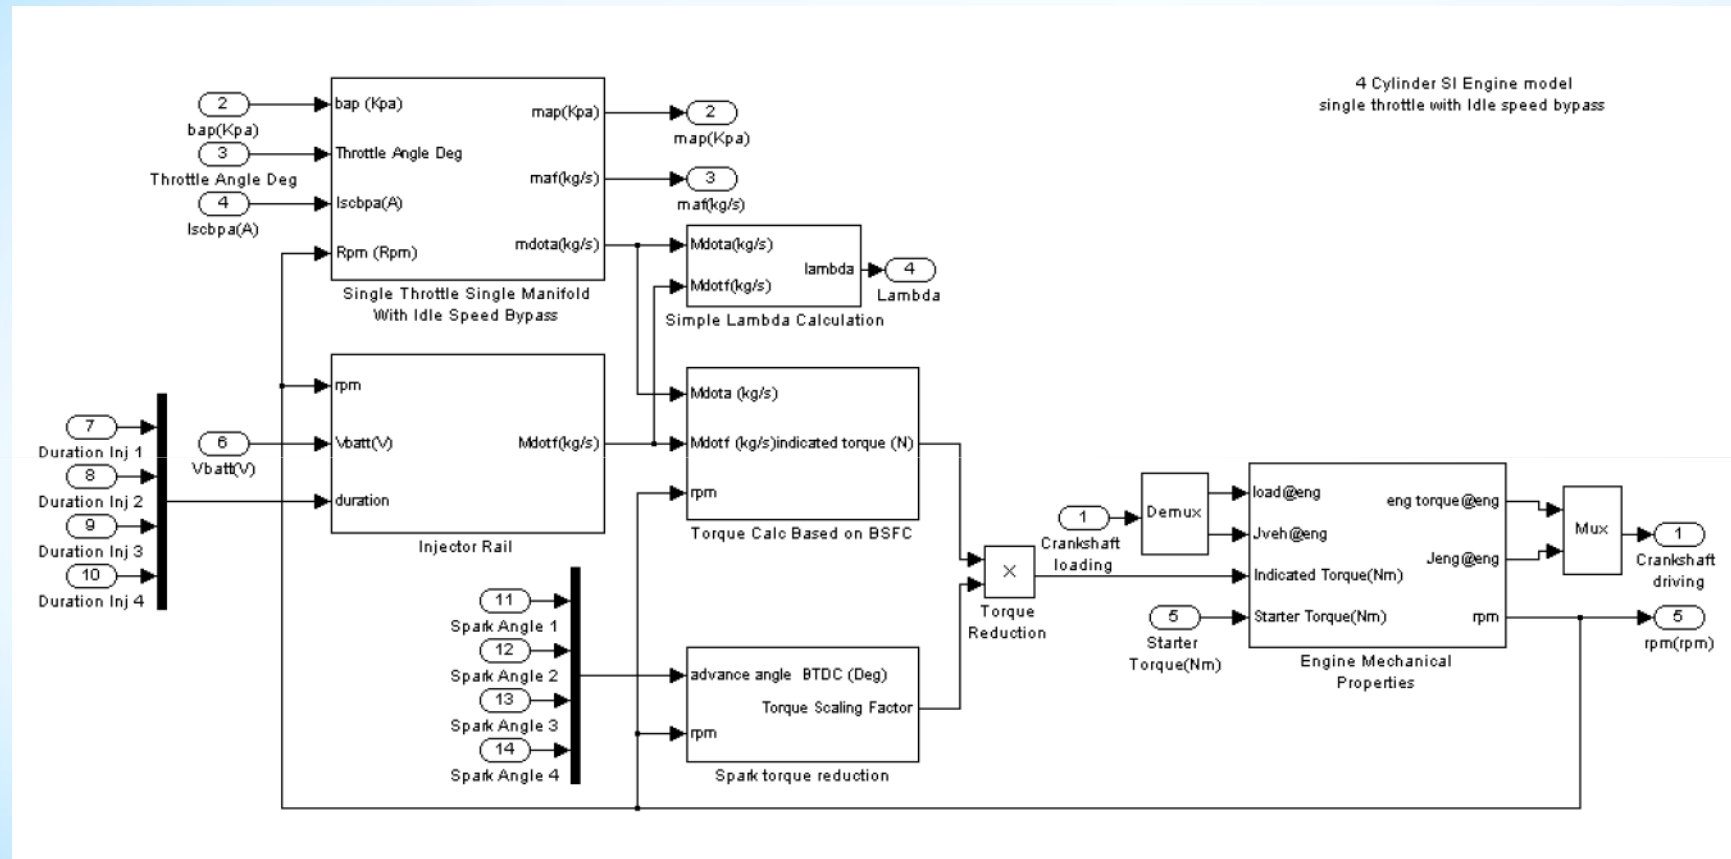 4 Cylinder SI Engine model
single throttle with Idle speed bypass
2
bap(Kpa)
3
Throttle Angle Deg
4
Iscbpa(A)
bap (Kpa)
Throttle Angle Deg
Iscbpa(A)
Rpm (Rpm)
map(Kpa)
maf(kg/s)
mdota(kg/s)
Single Throttle Single Manifold
With Idle Speed Bypass
2
map(Kpa)
3
maf(kg/s)
Mdota(kg/s)
Mdotf(kg/s)
lambda
Simple Lambda Calculation
4
Lambda
7
Duration Inj 1
8
Duration Inj 2
9
Duration Inj 3
10
Duration Inj 4
6
Vbatt(V)
rpm
Vbatt(V)
duration
Mdotf(kg/s)
Injector Rail
Mdota (kg/s)
Mdotf (kg/s)indicated torque (N)
rpm
Torque Calc Based on BSFC
11
Spark Angle 1
12
Spark Angle 2
13
Spark Angle 3
14
Spark Angle 4
advance angle BTDC (Deg)
Torque Scaling Factor
rpm
Spark torque reduction
×
Torque
Reduction
1
Crankshaft
loading
Demux
5
Starter
Torque(Nm)
load@eng
Jveh@eng
Indicated Torque(Nm)
Starter Torque(Nm)
eng torque@eng
Jeng@eng
rpm
Engine Mechanical
Properties
Mux
1
Crankshaft
driving
5
rpm(rpm)